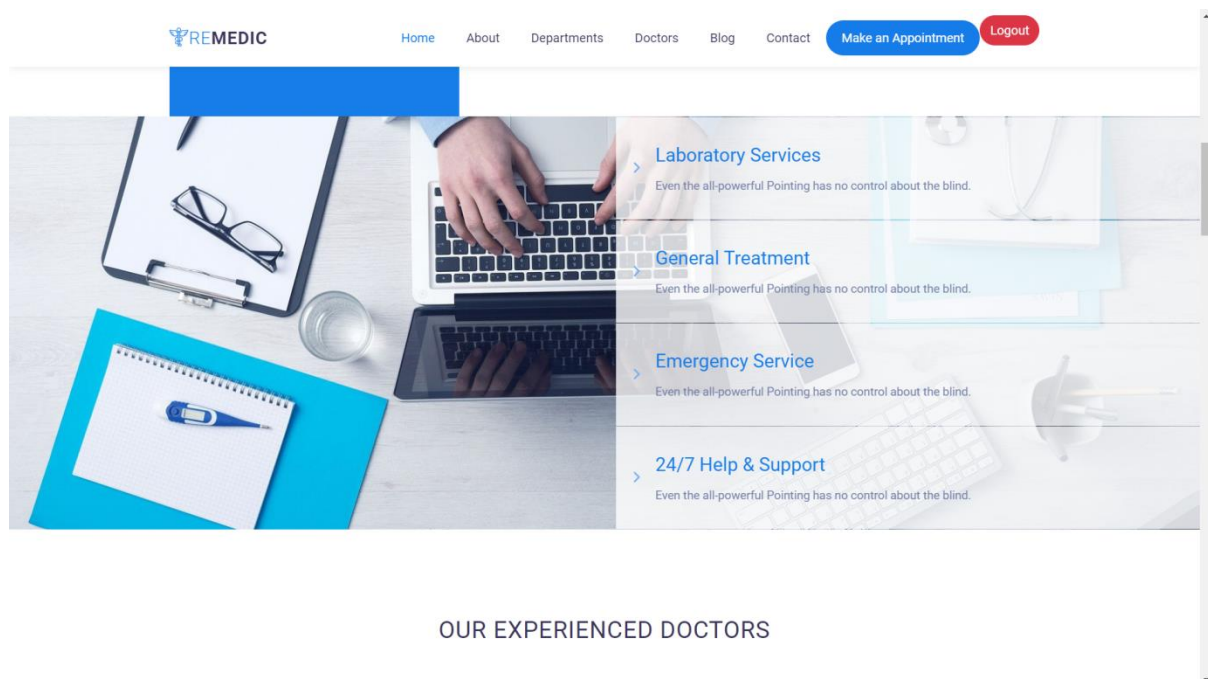 REMEDIC
Home About Departments Doctors Blog Contact Make an Appointment Logout
Laboratory Services
Even the all-powerful Pointing has no control about the blind.
General Treatment
Even the all-powerful Pointing has no control about the blind.
Emergency Service
Even the all-powerful Pointing has no control about the blind.
24/7 Help & Support
Even the all-powerful Pointing has no control about the blind.
OUR EXPERIENCED DOCTORS